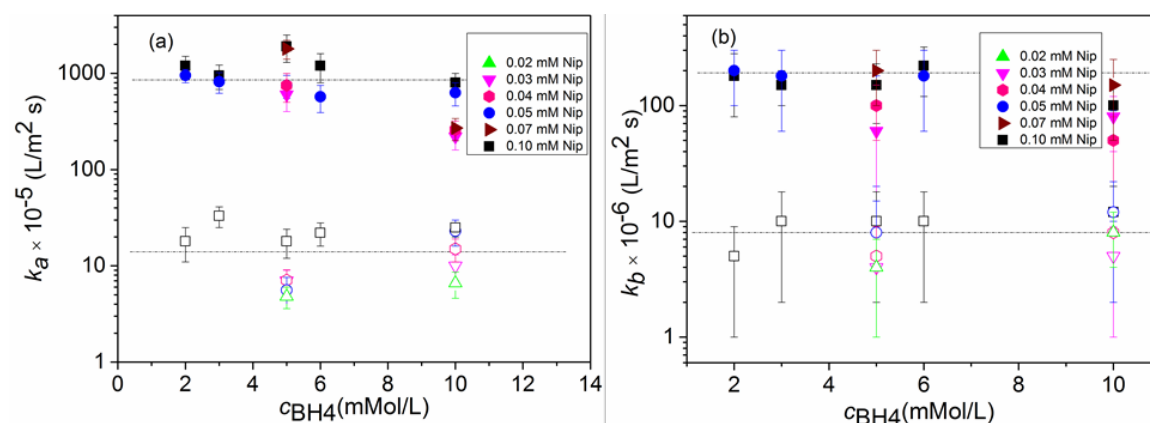 (a)
1000
100
10
1
0
2
4
6
8
10
12
14
k_a × 10^-5 (L/m^2 s)
cBH4(mMol/L)
0.02 mM Nip
0.03 mM Nip
0.04 mM Nip
0.05 mM Nip
0.07 mM Nip
0.10 mM Nip
(b)
100
10
1
2
4
6
8
10
k_b × 10^-6 (L/m^2 s)
cBH4(mMol/L)
0.02 mM Nip
0.03 mM Nip
0.04 mM Nip
0.05 mM Nip
0.07 mM Nip
0.10 mM Nip